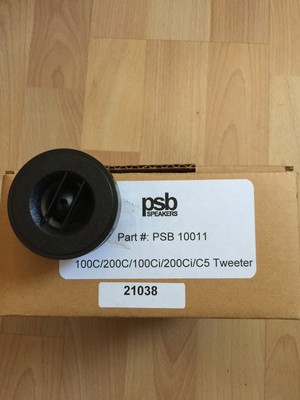 psb
SPEAKERS
Part #: PSB 10011
100C/200C/100Ci/200Ci/C5 Tweeter
21038